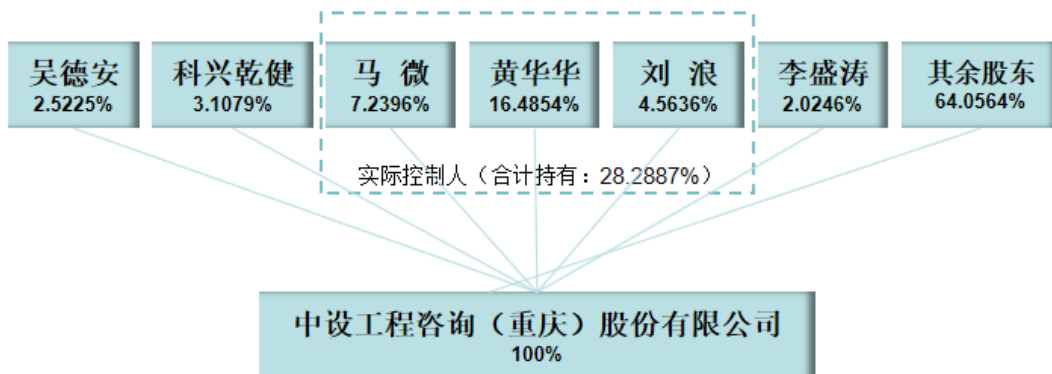 吴德安
2.5225%
科兴乾健
3.1079%
马 微
7.2396%
黄华华
16.4854%
刘 浪
4.5636%
李盛涛
2.0246%
其余股东
64.0564%
实际控制人（合计持有：28.2887%）
中设工程咨询（重庆）股份有限公司
100%